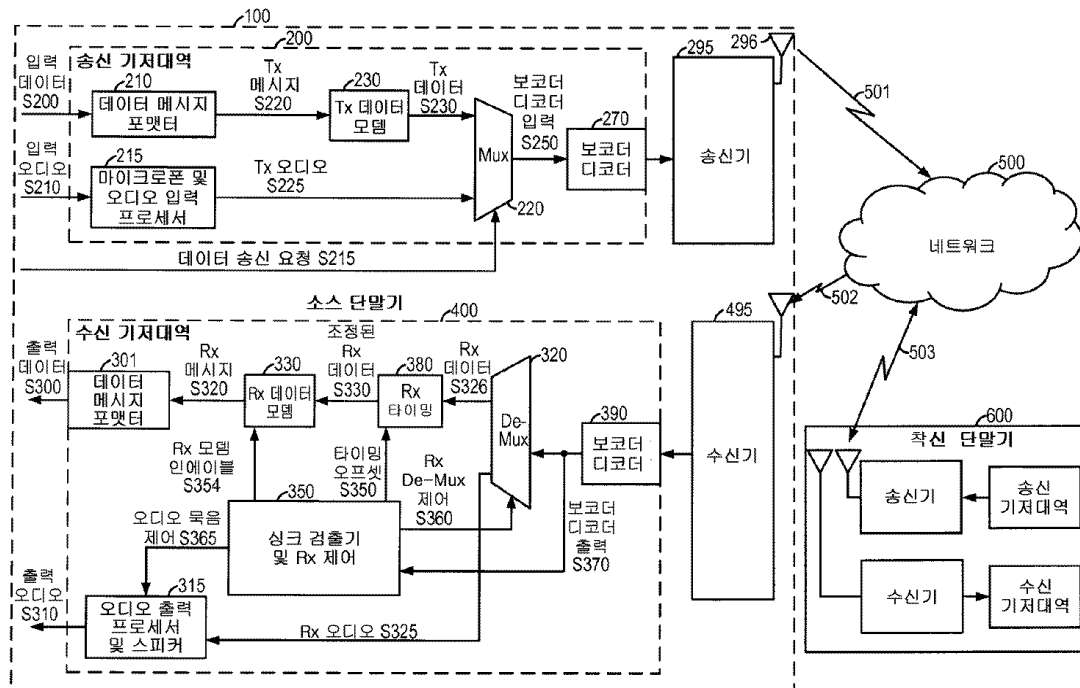 100
200
송신 기저대역
입력
데이터
S200
210
데이터 메시지
포맷터
Tx
메시지
S220
230
Tx 데이터
모뎀
Tx
데이터
S230
보코더
디코더
입력
S250
Mux
220
270
보코더
디코더
295
송신기
296
501
입력
오디오
S210
215
마이크로폰 및
오디오 입력
프로세서
Tx 오디오
S225
데이터 송신 요청 S215
500
네트워크
502
503
소스 단말기
400
수신 기저대역
출력
데이터
S300
301
데이터
메시지
포맷터
Rx
메시지
S320
330
Rx 데이터
모뎀
조정된
Rx
데이터
S330
380
Rx
타이밍
Rx
데이터
S326
320
De-
Mux
390
보코더
디코더
495
수신기
Rx 모뎀
인에이블
S354
타이밍
오프셋
S350
Rx
De-Mux
제어
S360
보코더
디코더
출력
S370
350
싱크 검출기
및 Rx 제어
오디오 묵음
제어 S365
출력
오디오
S310
315
오디오 출력
프로세서
및 스피커
Rx 오디오 S325
600
착신 단말기
송신기
송신
기저대역
수신기
수신
기저대역